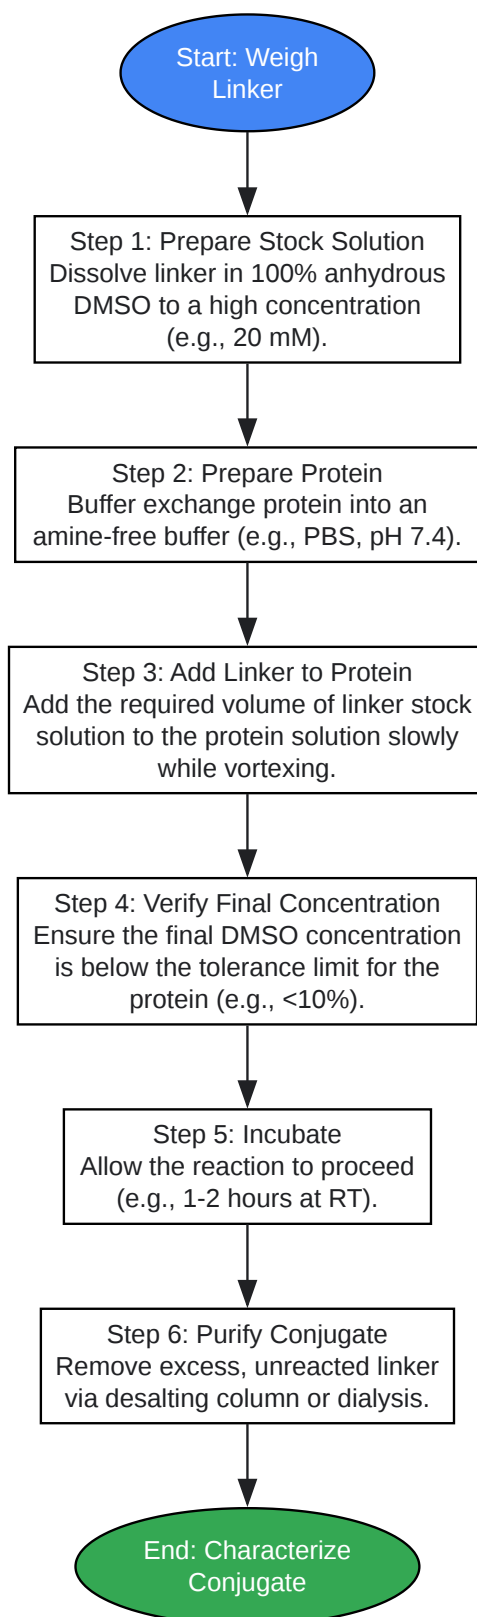 Start: Weigh
Linker
Step 1: Prepare Stock Solution
Dissolve linker in 100% anhydrous
DMSO to a high concentration
(e.g., 20 mM).
Step 2: Prepare Protein
Buffer exchange protein into an
amine-free buffer (e.g., PBS, pH 7.4).
Step 3: Add Linker to Protein
Add the required volume of linker stock
solution to the protein solution slowly
while vortexing.
Step 4: Verify Final Concentration
Ensure the final DMSO concentration
is below the tolerance limit for the
protein (e.g., <10%).
Step 5: Incubate
Allow the reaction to proceed
(e.g., 1-2 hours at RT).
Step 6: Purify Conjugate
Remove excess, unreacted linker
via desalting column or dialysis.
End: Characterize
Conjugate